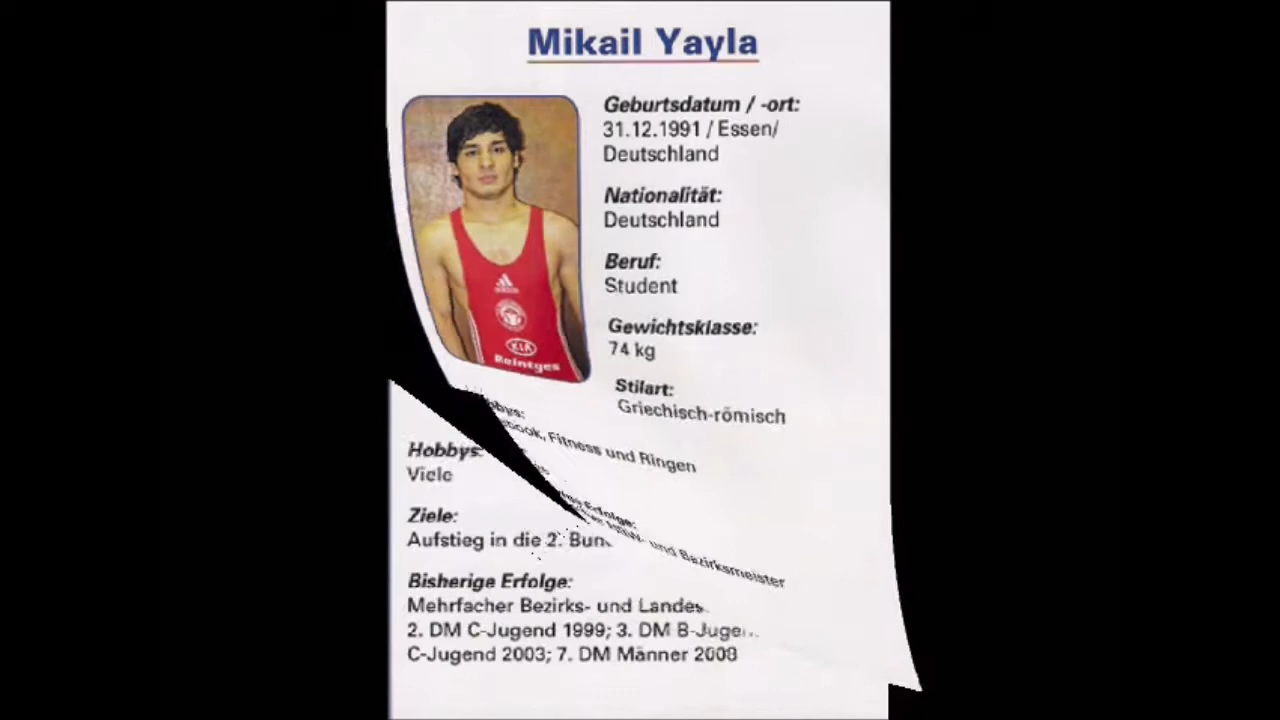 Mikail Yayla
Geburtsdatum / -ort:
31.12.1991 / Essen/
Deutschland
Nationalität:
Deutschland
Beruf:
Student
Gewichtsklasse:
74 kg
Stilart:
Griechisch-römisch
KIA
Reintges
Fitness und Ringen
Hobbys:
Viele
Ziele:
Aufstieg in die 2.
Erfolge:
und Bezirksmeister
Bisherige Erfolge:
Mehrfacher Bezirks- und Landes
2. DM C-Jugend 1999; 3. DM
C-Jugend 2003; 7. DM Männer 2008